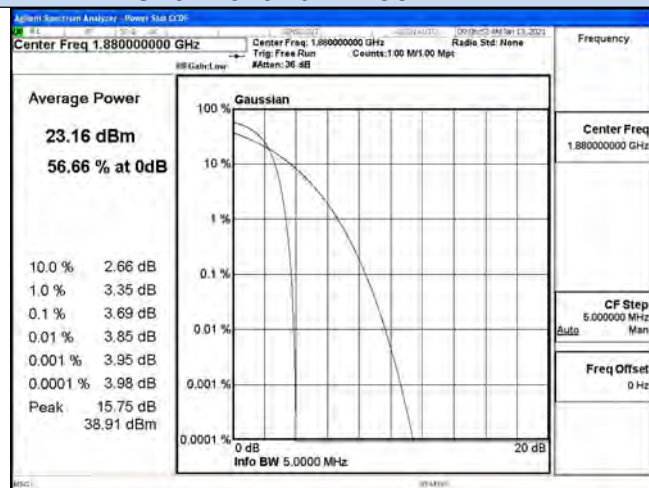 Agilent Spectrum Analyzer - Power Stat CCDF
Center Freq 1.880000000 GHz
Center Freq: 1.880000000 GHz
Radio Std: None
Trig: Free Run
Counts:1.00 M/1.00 Mpt
#IFGain:Low
#Atten: 36 dB
Frequency
Average Power
23.16 dBm
56.66 % at 0dB
10.0 % 2.66 dB
1.0 % 3.35 dB
0.1 % 3.69 dB
0.01 % 3.85 dB
0.001 % 3.95 dB
0.0001 % 3.98 dB
Peak 15.75 dB
38.91 dBm
Gaussian
100 %
10 %
1 %
0.1 %
0.01 %
0.001 %
0.0001 %
0 dB
20 dB
Info BW 5.0000 MHz
Center Freq
1.880000000 GHz
CF Step
5.000000 MHz
Auto Man
Freq Offset
0 Hz
MSG
STATUS